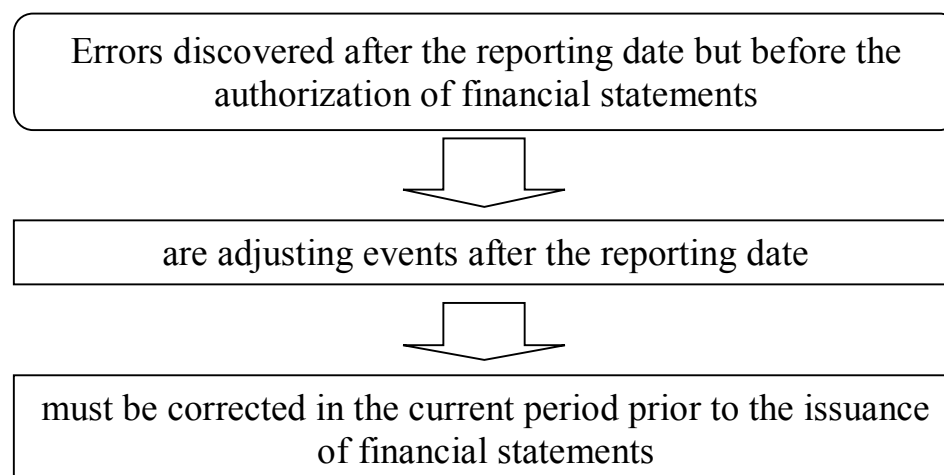 Errors discovered after the reporting date but before the
authorization of financial statements
are adjusting events after the reporting date
must be corrected in the current period prior to the issuance
of financial statements